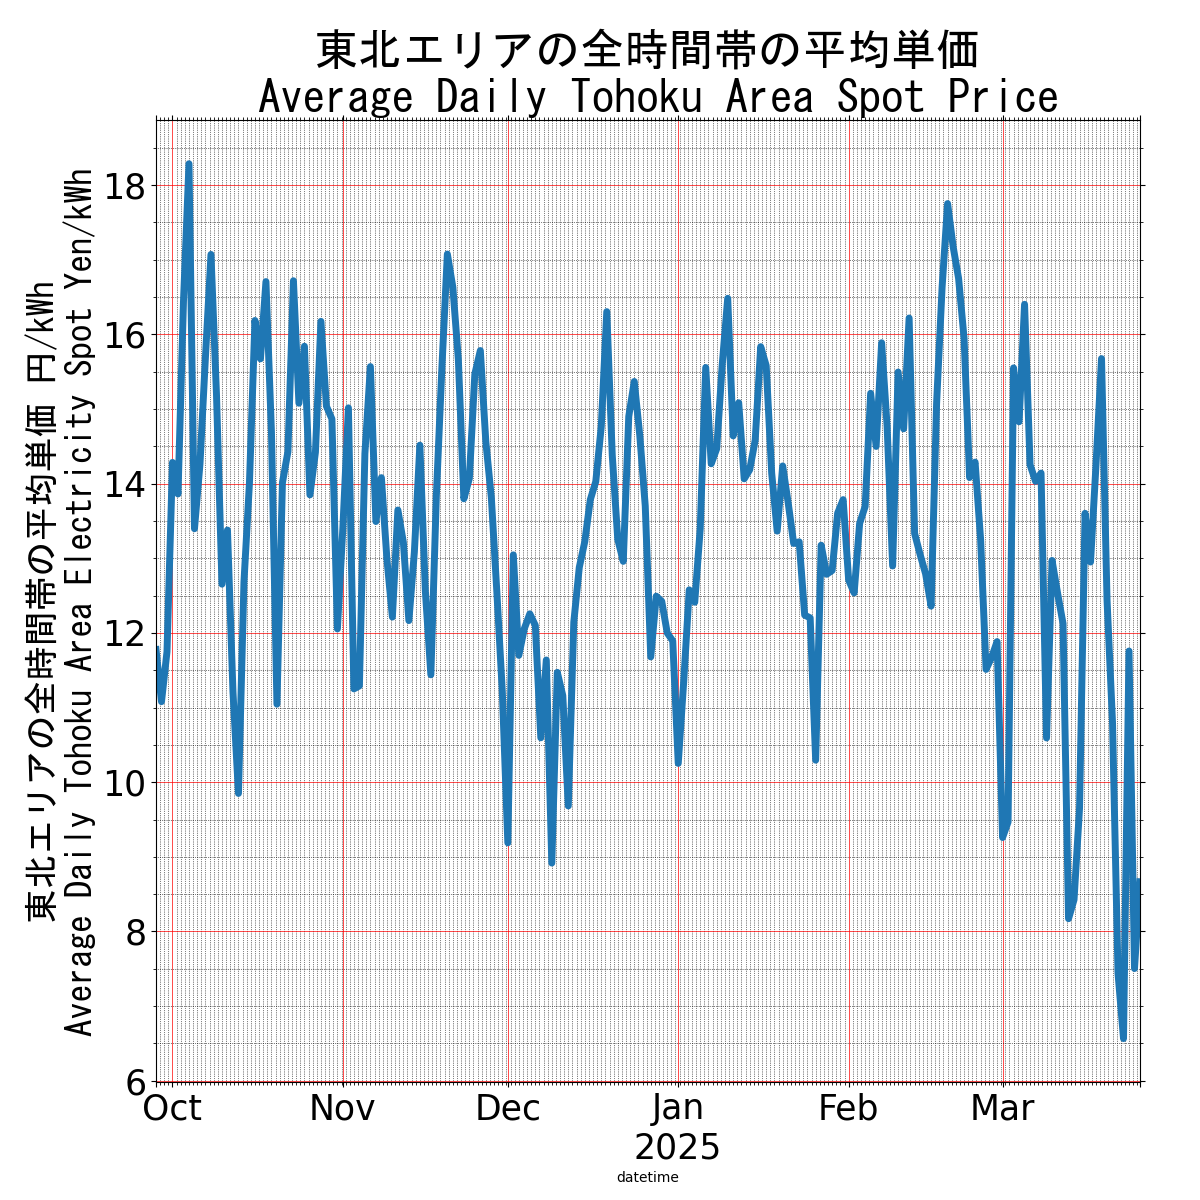 東北エリアの全時間帯の平均単価
Average Daily Tohoku Area Spot Price
東北エリアの全時間帯の平均単価 円/kWh
Average Daily Tohoku Area Electricity Spot Yen/kWh
18
16
14
12
10
8
6
Oct
Nov
Dec
Jan
Feb
Mar
2025
datetime